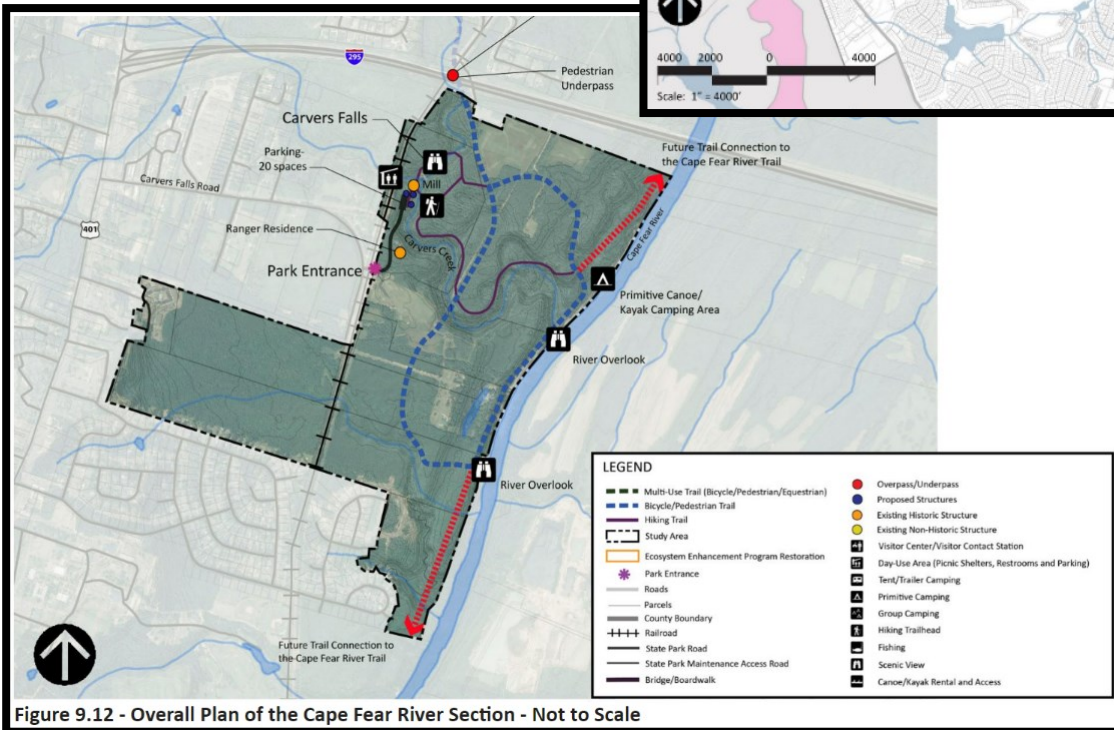 4000 2000 0 4000
Scale: 1" = 4000'
295
Pedestrian
Underpass
Carvers Falls
Future Trail Connection to
the Cape Fear River Trail
Parking-
20 spaces
Carvers Falls Road
Mill
401
Ranger Residence
Carvers Creek
Cape Fear River
Park Entrance
Primitive Canoe/
Kayak Camping Area
River Overlook
River Overlook
Future Trail Connection to
the Cape Fear River Trail
LEGEND
Multi-Use Trail (Bicycle/Pedestrian/Equestrian)
Bicycle/Pedestrian Trail
Hiking Trail
Study Area
Ecosystem Enhancement Program Restoration
Park Entrance
Roads
Parcels
County Boundary
Railroad
State Park Road
State Park Maintenance Access Road
Bridge/Boardwalk
Overpass/Underpass
Proposed Structures
Existing Historic Structure
Existing Non-Historic Structure
Visitor Center/Visitor Contact Station
Day-Use Area (Picnic Shelters, Restrooms and Parking)
Tent/Trailer Camping
Primitive Camping
Group Camping
Hiking Trailhead
Fishing
Scenic View
Canoe/Kayak Rental and Access
Figure 9.12 - Overall Plan of the Cape Fear River Section - Not to Scale